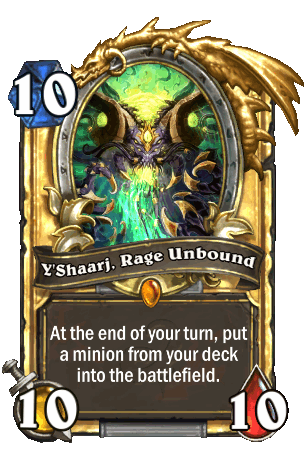 10
Y'Shaarj, Rage Unbound
At the end of your turn, put
a minion from your deck
into the battlefield.
10
10